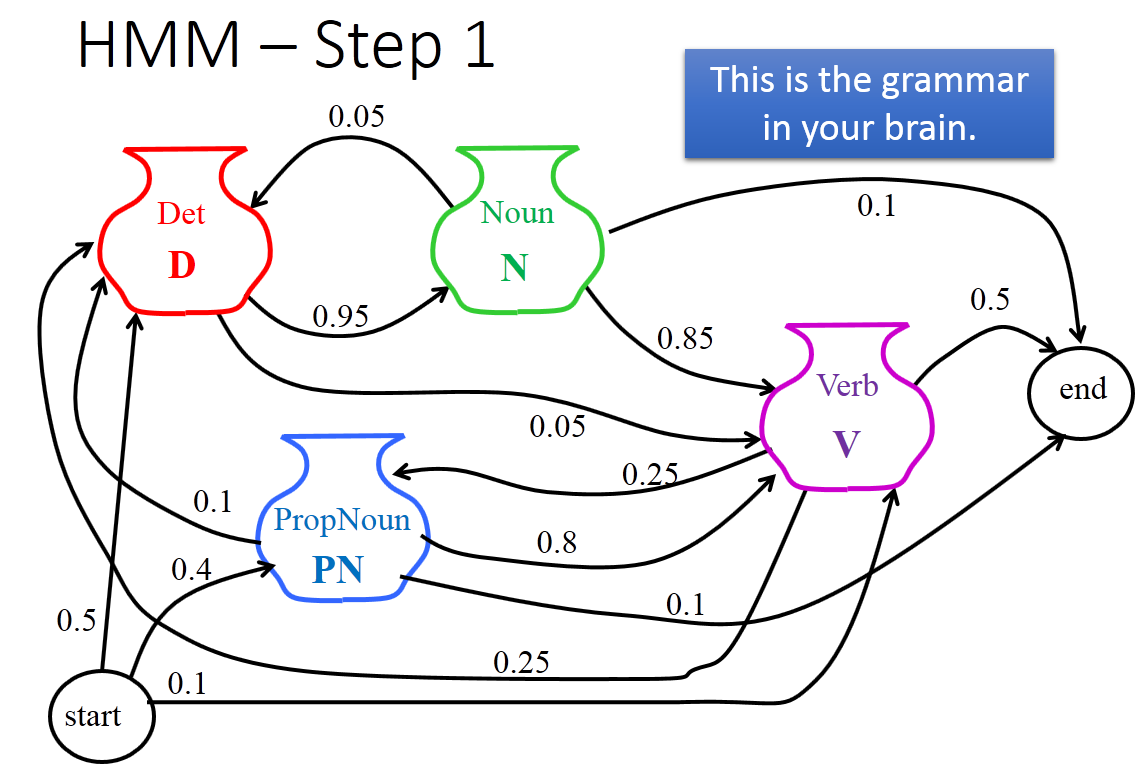 HMM – Step 1
This is the grammar
in your brain.
0.05
Det
D
Noun
N
0.1
0.95
0.85
0.5
Verb
V
end
0.05
0.25
0.1
PropNoun
PN
0.8
0.4
0.1
0.5
0.25
0.1
start